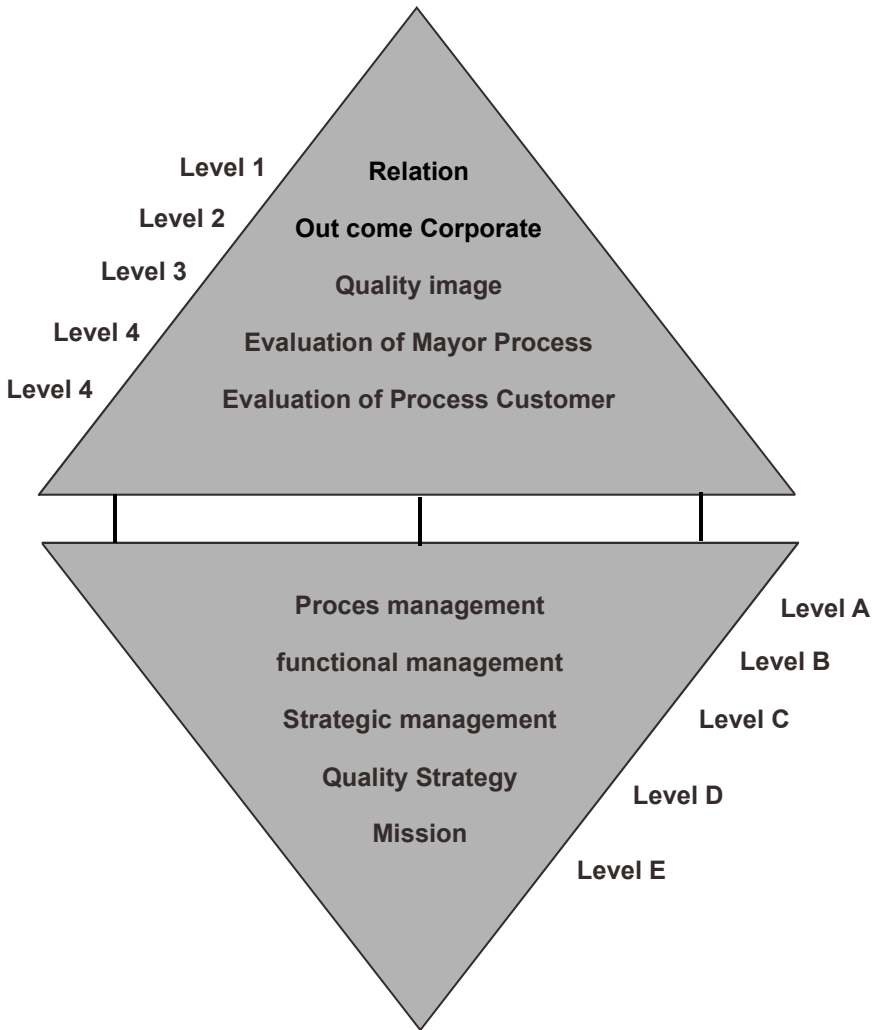 Level 1
Relation
Level 2
Out come Corporate
Level 3
Quality image
Level 4
Evaluation of Mayor Process
Level 4
Evaluation of Process Customer
Proces management
Level A
functional management
Level B
Strategic management
Level C
Quality Strategy
Level D
Mission
Level E